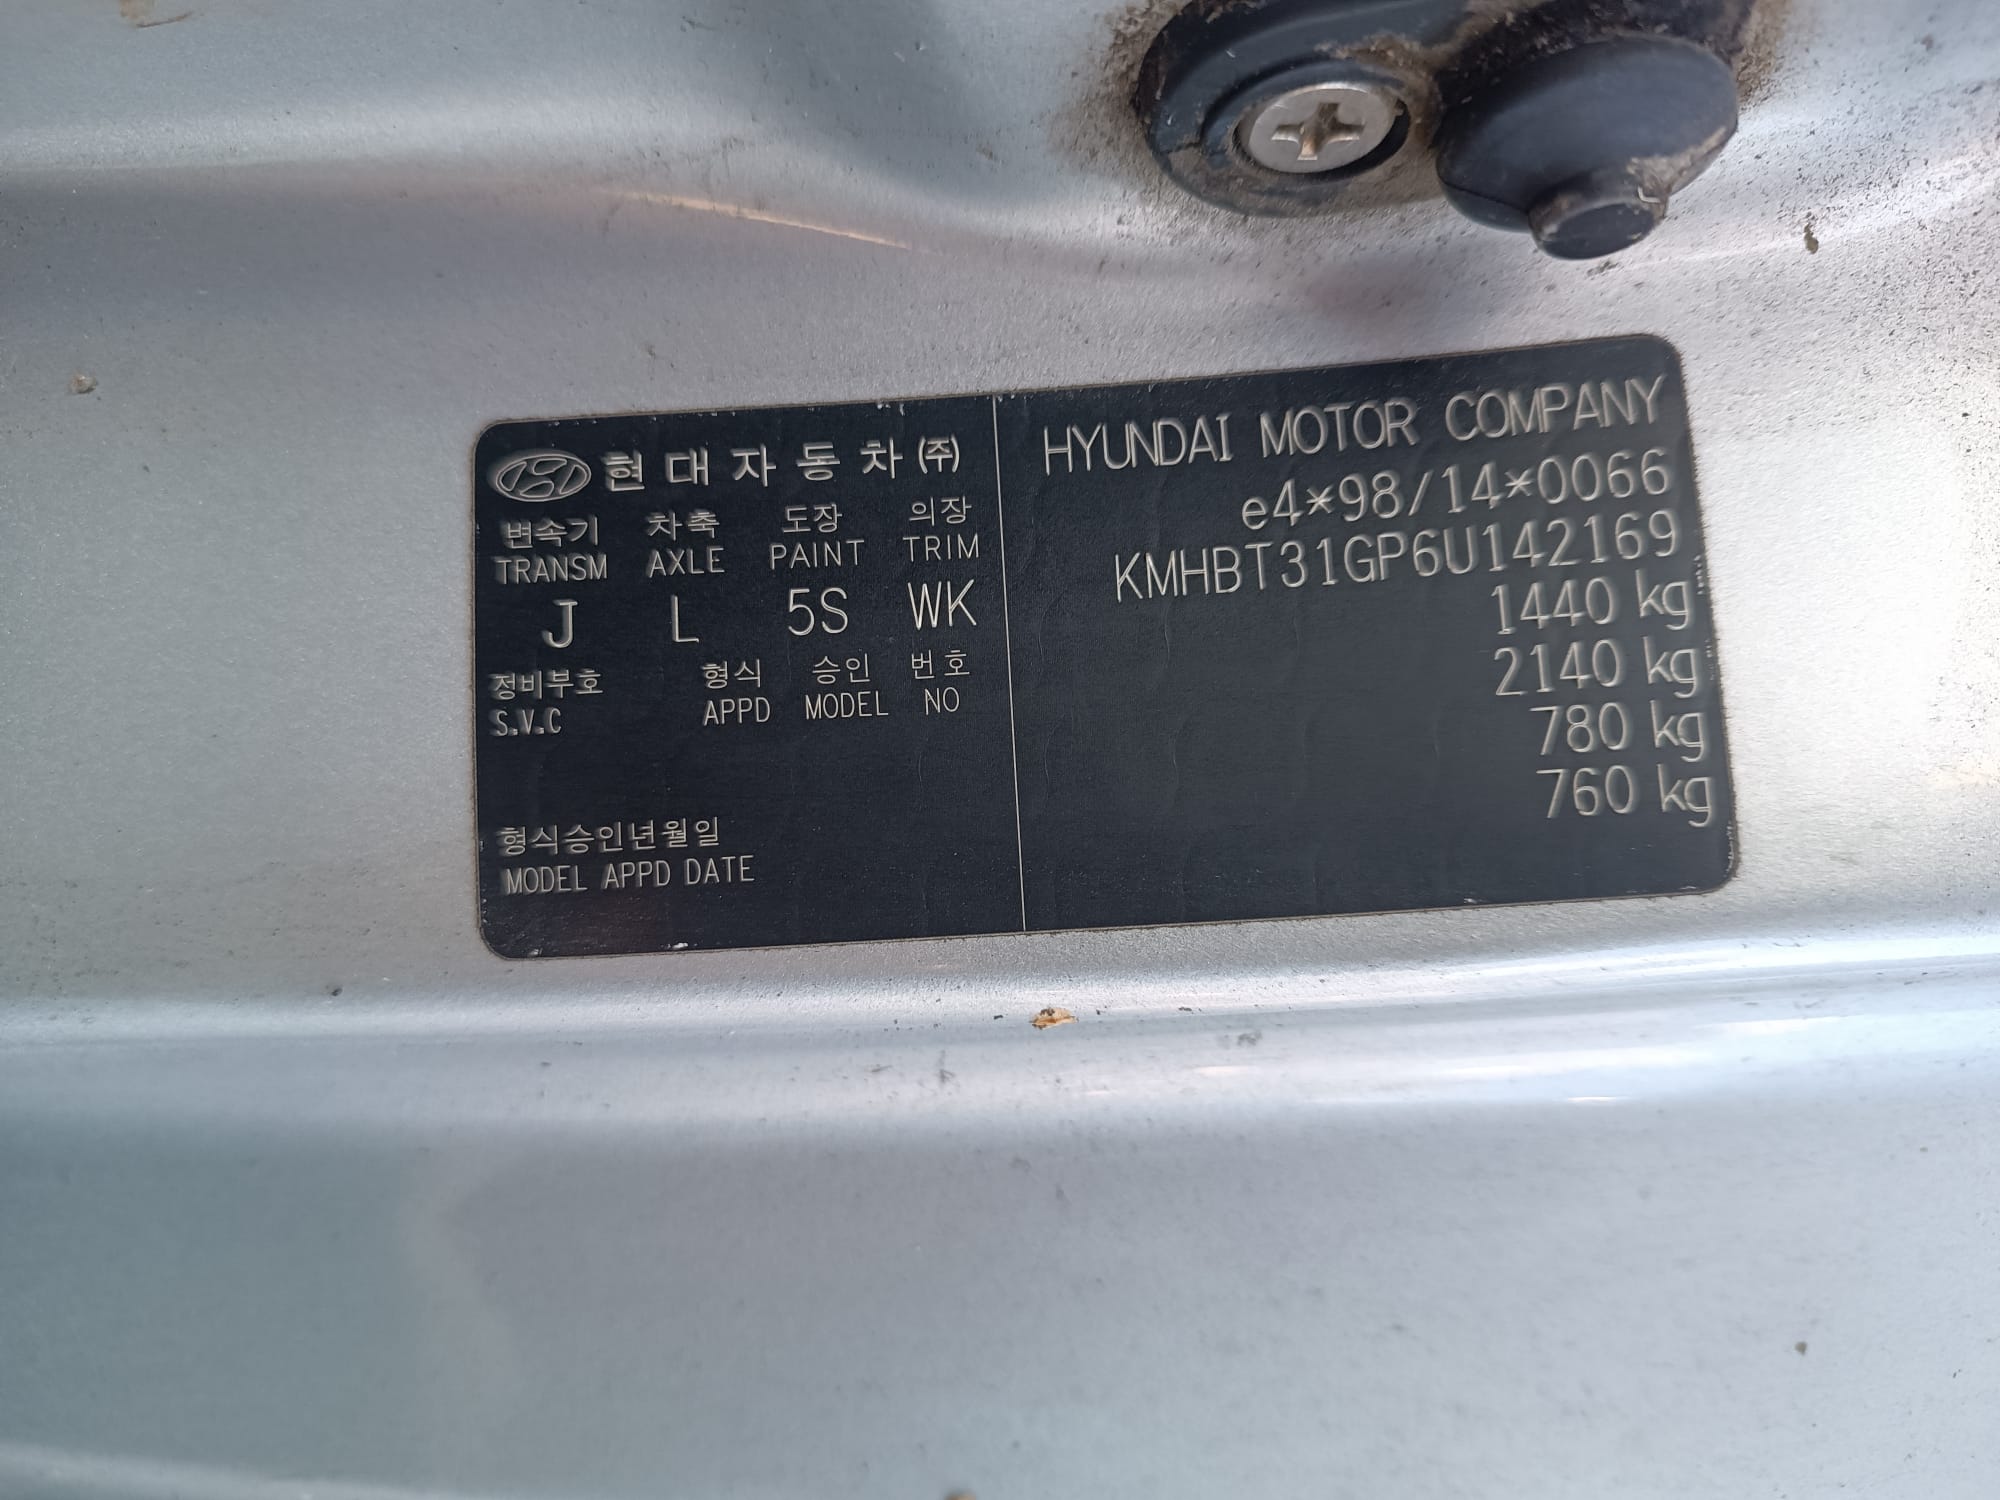 현대자동차㈜
변속기 차축 도장 의장
TRANSM AXLE PAINT TRIM
J L 5S WK
정비부호 형식 승인 번호
S.V.C APPD MODEL NO
형식승인년월일
MODEL APPD DATE
HYUNDAI MOTOR COMPANY
e4*98/14*0066
KMHBT31GP6U142169
1440 kg
2140 kg
780 kg
760 kg